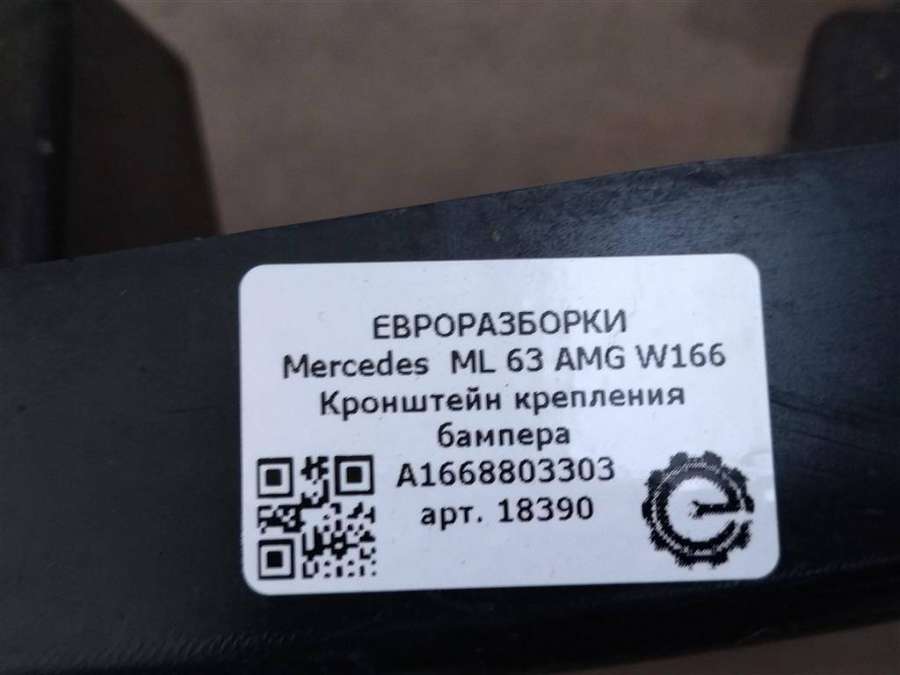 ЕВРОРАЗБОРКИ
Mercedes ML 63 AMG W166
Кронштейн крепления
бампера
A1668803303
арт. 18390